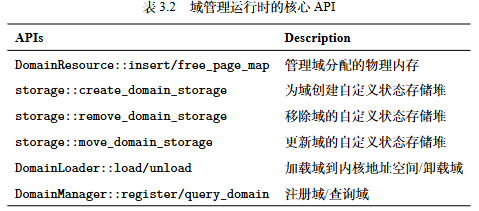 表 3.2 域管理运行时的核心 API
APIs Description
DomainResource::insert/free_page_map 管理域分配的物理内存
storage::create_domain_storage 为域创建自定义状态存储堆
storage::remove_domain_storage 移除域的自定义状态存储堆
storage::move_domain_storage 更新域的自定义状态存储堆
DomainLoader::load/unload 加载域到内核地址空间/卸载域
DomainManager::register/query_domain 注册域/查询域